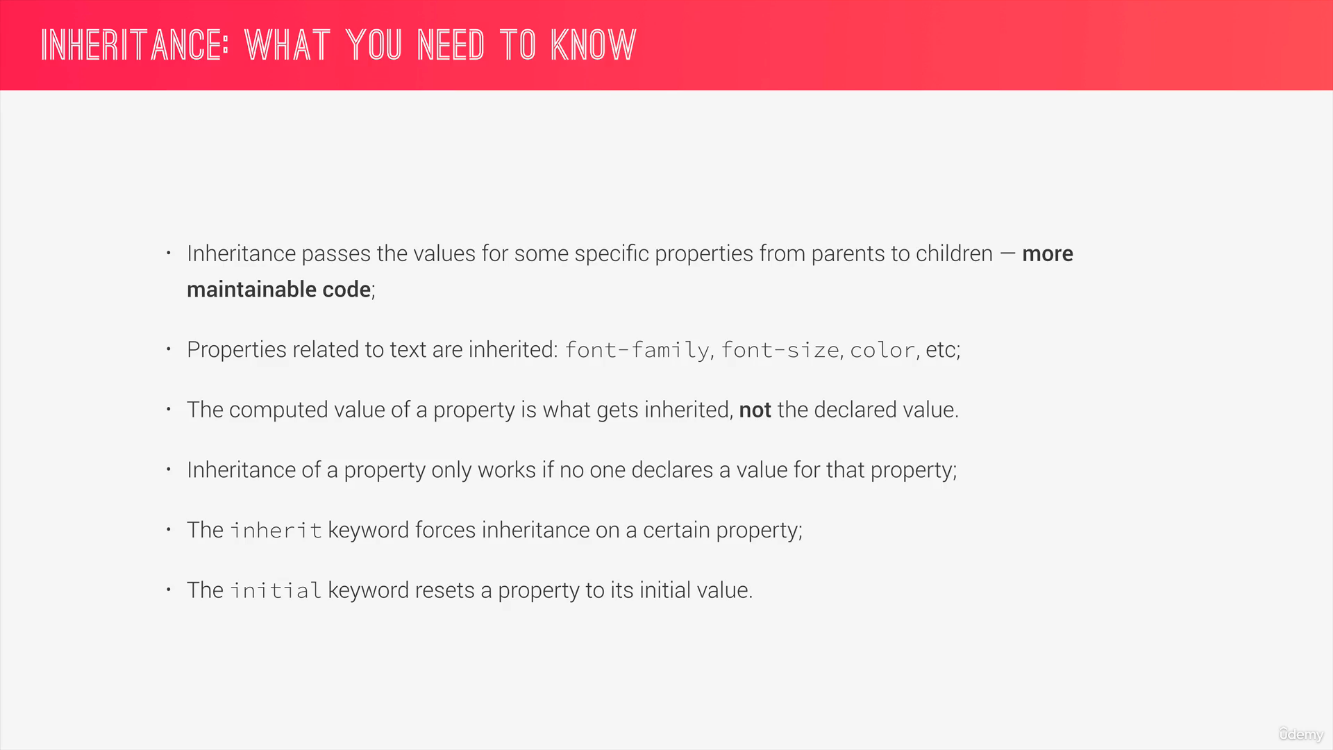 INHERITANCE: WHAT YOU NEED TO KNOW
• Inheritance passes the values for some specific properties from parents to children — more
maintainable code;
• Properties related to text are inherited: font-family, font-size, color, etc;
• The computed value of a property is what gets inherited, not the declared value.
• Inheritance of a property only works if no one declares a value for that property;
• The inherit keyword forces inheritance on a certain property;
• The initial keyword resets a property to its initial value.
ûdemy